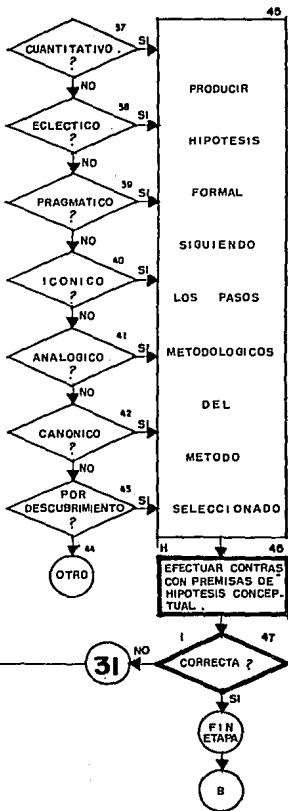 37
CUANTITATIVO
?
SI
NO
38
ECLECTICO
?
SI
NO
39
PRAGMATICO
?
SI
NO
40
ICONICO
?
SI
NO
41
ANALOGICO
?
SI
NO
42
CANONICO
?
SI
NO
43
POR
DESCUBRIMIENTO
?
SI
44
OTRO
45
PRODUCIR
HIPOTESIS
FORMAL
SIGUIENDO
LOS PASOS
METODOLOGICOS
DEL
METODO
SELECCIONADO
H 46
EFECTUAR CONTRAS
CON PREMISAS DE
HIPOTESIS CONCEP-
TUAL.
I 47
CORRECTA ?
NO
31
SI
FIN
ETAPA
B